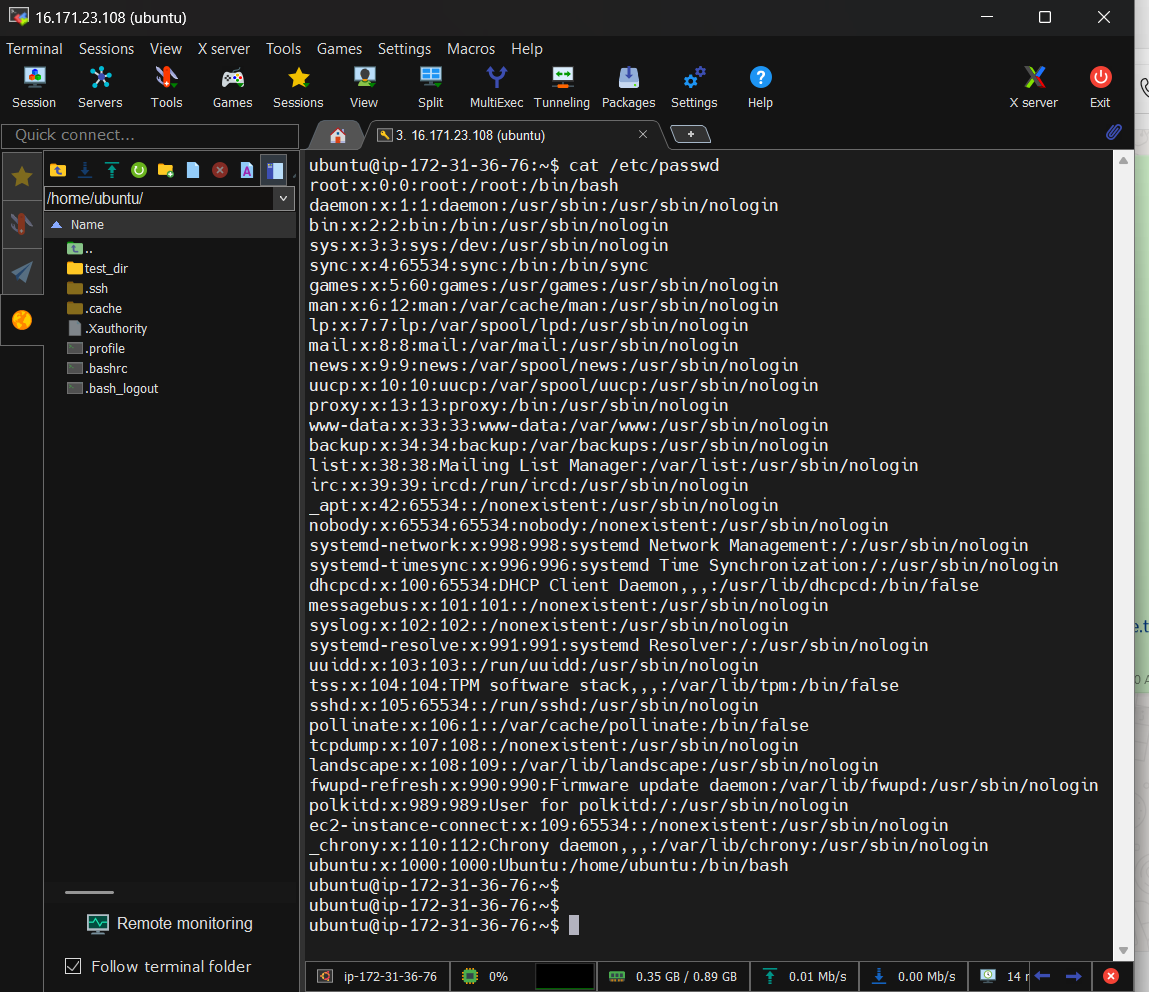 16.171.23.108 (ubuntu)
Terminal Sessions View X server Tools Games Settings Macros Help
Session Servers Tools Games Sessions View Split MultiExec Tunneling Packages Settings Help X server Exit
Quick connect...
3. 16.171.23.108 (ubuntu)
/home/ubuntu/
Name
..
test_dir
.ssh
.cache
.Xauthority
.profile
.bashrc
.bash_logout
Remote monitoring
Follow terminal folder
ubuntu@ip-172-31-36-76:~$ cat /etc/passwd
root:x:0:0:root:/root:/bin/bash
daemon:x:1:1:daemon:/usr/sbin:/usr/sbin/nologin
bin:x:2:2:bin:/bin:/usr/sbin/nologin
sys:x:3:3:sys:/dev:/usr/sbin/nologin
sync:x:4:65534:sync:/bin:/bin/sync
games:x:5:60:games:/usr/games:/usr/sbin/nologin
man:x:6:12:man:/var/cache/man:/usr/sbin/nologin
lp:x:7:7:lp:/var/spool/lpd:/usr/sbin/nologin
mail:x:8:8:mail:/var/mail:/usr/sbin/nologin
news:x:9:9:news:/var/spool/news:/usr/sbin/nologin
uucp:x:10:10:uucp:/var/spool/uucp:/usr/sbin/nologin
proxy:x:13:13:proxy:/bin:/usr/sbin/nologin
www-data:x:33:33:www-data:/var/www:/usr/sbin/nologin
backup:x:34:34:backup:/var/backups:/usr/sbin/nologin
list:x:38:38:Mailing List Manager:/var/list:/usr/sbin/nologin
irc:x:39:39:ircd:/run/ircd:/usr/sbin/nologin
_apt:x:42:65534::/nonexistent:/usr/sbin/nologin
nobody:x:65534:65534:nobody:/nonexistent:/usr/sbin/nologin
systemd-network:x:998:998:systemd Network Management:/:/usr/sbin/nologin
systemd-timesync:x:996:996:systemd Time Synchronization:/:/usr/sbin/nologin
dhcpcd:x:100:65534:DHCP Client Daemon,,,:/usr/lib/dhcpcd:/bin/false
messagebus:x:101:101::/nonexistent:/usr/sbin/nologin
syslog:x:102:102::/nonexistent:/usr/sbin/nologin
systemd-resolve:x:991:991:systemd Resolver:/:/usr/sbin/nologin
uuidd:x:103:103::/run/uuidd:/usr/sbin/nologin
tss:x:104:104:TPM software stack,,,:/var/lib/tpm:/bin/false
sshd:x:105:65534::/run/sshd:/usr/sbin/nologin
pollinate:x:106:1::/var/cache/pollinate:/bin/false
tcpdump:x:107:108::/nonexistent:/usr/sbin/nologin
landscape:x:108:109::/var/lib/landscape:/usr/sbin/nologin
fwupd-refresh:x:990:990:Firmware update daemon:/var/lib/fwupd:/usr/sbin/nologin
polkitd:x:989:989:User for polkitd:/:/usr/sbin/nologin
ec2-instance-connect:x:109:65534::/nonexistent:/usr/sbin/nologin
_chrony:x:110:112:Chrony daemon,,,:/var/lib/chrony:/usr/sbin/nologin
ubuntu:x:1000:1000:Ubuntu:/home/ubuntu:/bin/bash
ubuntu@ip-172-31-36-76:~$
ubuntu@ip-172-31-36-76:~$
ubuntu@ip-172-31-36-76:~$
ip-172-31-36-76 0% 0.35 GB / 0.89 GB 0.01 Mb/s 0.00 Mb/s 14